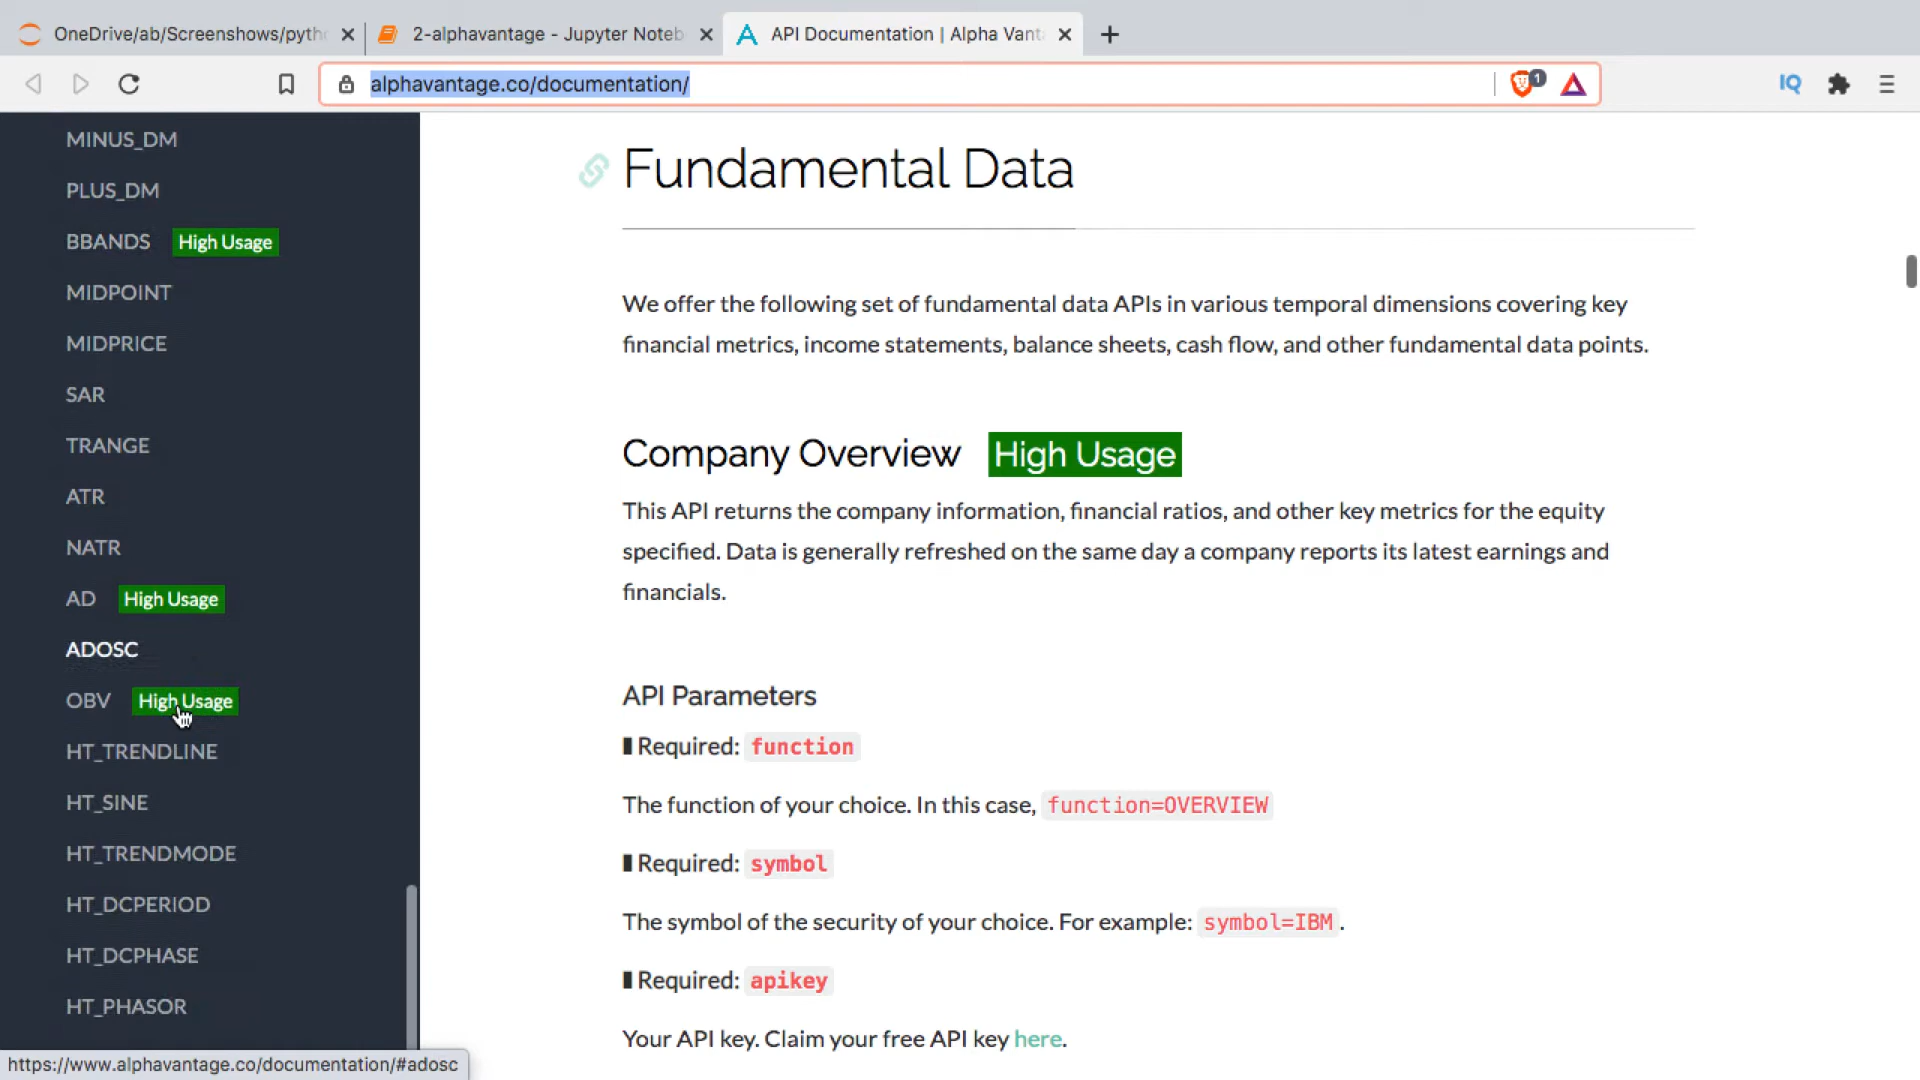 OneDrive/ab/Screenshows/pyth
2-alphavantage - Jupyter Noteb
API Documentation | Alpha Vant
alphavantage.co/documentation/
1
IQ
MINUS_DM
PLUS_DM
BBANDS High Usage
MIDPOINT
MIDPRICE
SAR
TRANGE
ATR
NATR
AD High Usage
ADOSC
OBV High Usage
HT_TRENDLINE
HT_SINE
HT_TRENDMODE
HT_DCPERIOD
HT_DCPHASE
HT_PHASOR
https://www.alphavantage.co/documentation/#adosc
Fundamental Data
We offer the following set of fundamental data APIs in various temporal dimensions covering key
financial metrics, income statements, balance sheets, cash flow, and other fundamental data points.
Company Overview High Usage
This API returns the company information, financial ratios, and other key metrics for the equity
specified. Data is generally refreshed on the same day a company reports its latest earnings and
financials.
API Parameters
Required: function
The function of your choice. In this case, function=OVERVIEW
Required: symbol
The symbol of the security of your choice. For example: symbol=IBM.
Required: apikey
Your API key. Claim your free API key here.